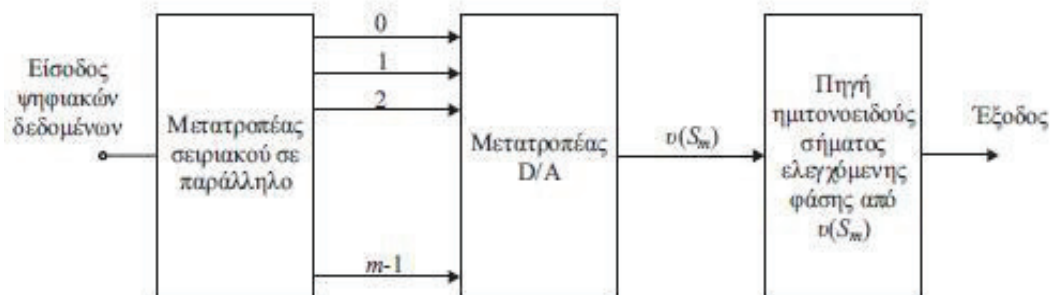 Είσοδος
ψηφιακών
δεδομένων
Μετατροπέας
σειριακού σε
παράλληλο
0
1
2
m-1
Μετατροπέας
D/A
υ(Sm)
Πηγή
ημιτονοειδούς
σήματος
ελεγχόμενης
φάσης από
υ(Sm)
Έξοδος